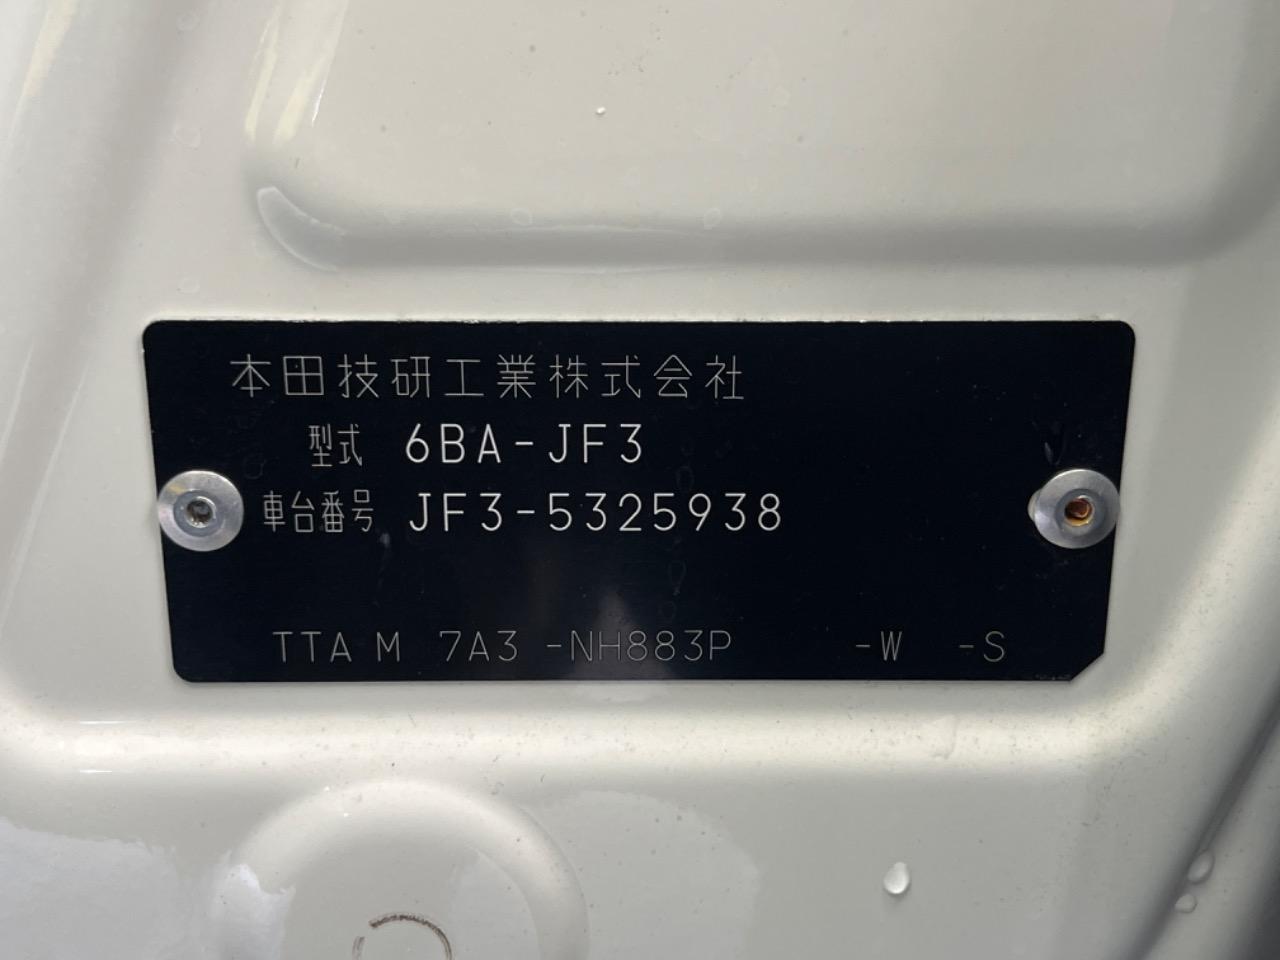 本田技研工業株式会社
型式 6BA-JF3
車台番号 JF3-5325938
TTA M 7A3 -NH883P -W -S